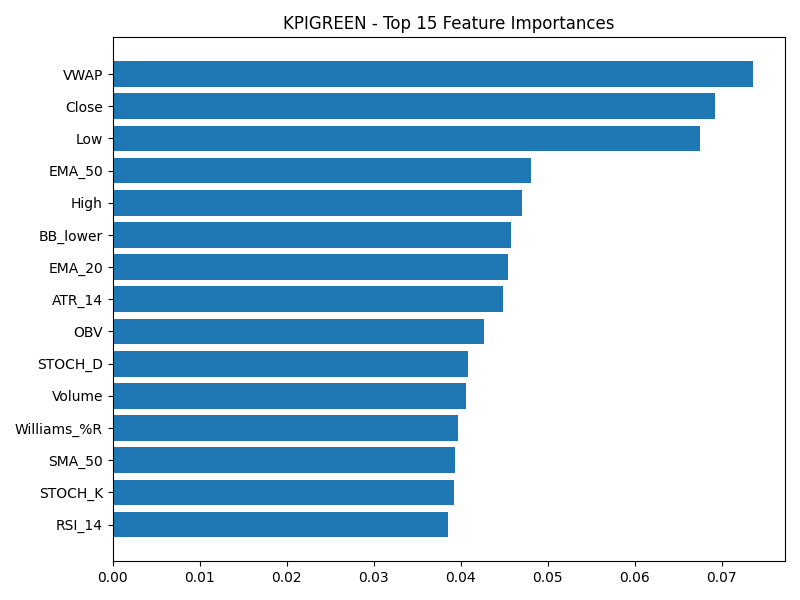 KPIGREEN - Top 15 Feature Importances
VWAP
Close
Low
EMA_50
High
BB_lower
EMA_20
ATR_14
OBV
STOCH_D
Volume
Williams_%R
SMA_50
STOCH_K
RSI_14
0.00 0.01 0.02 0.03 0.04 0.05 0.06 0.07